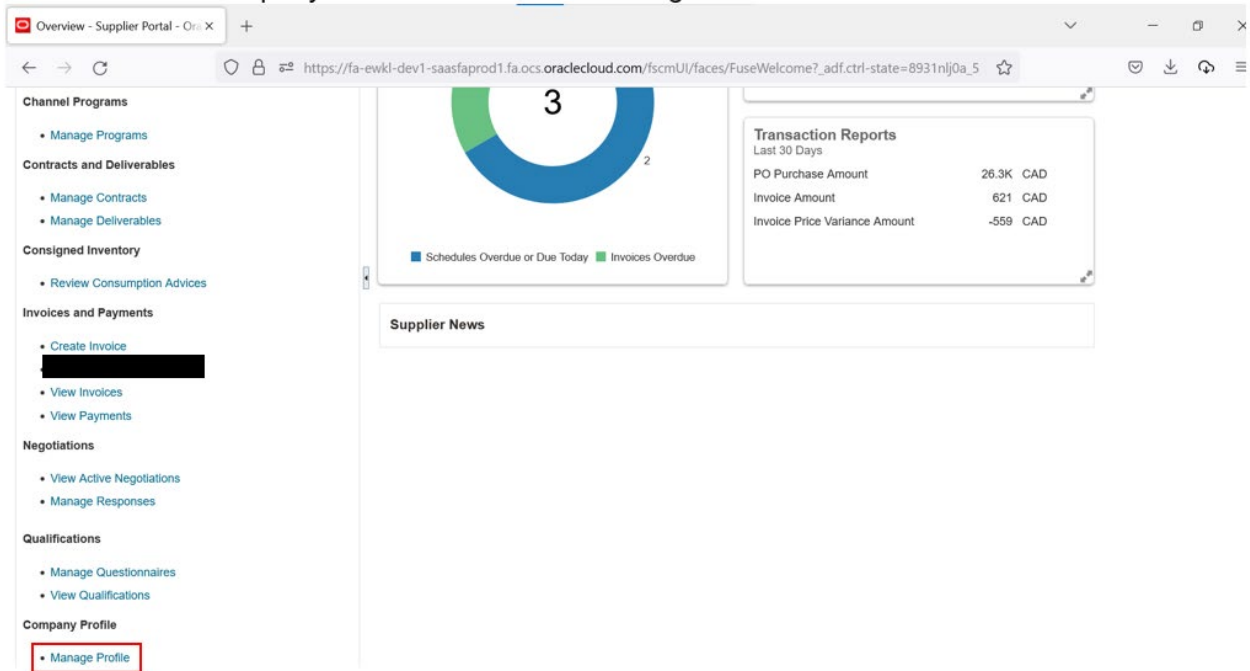 Overview - Supplier Portal - Ora
https://fa-ewkl-dev1-saasfaprod1.fa.ocs.oraclecloud.com/fscmUI/faces/FuseWelcome?_adf.ctrl-state=8931nlj0a_5
Channel Programs
• Manage Programs
Contracts and Deliverables
• Manage Contracts
• Manage Deliverables
Consigned Inventory
• Review Consumption Advices
Invoices and Payments
• Create Invoice
• View Invoices
• View Payments
Negotiations
• View Active Negotiations
• Manage Responses
Qualifications
• Manage Questionnaires
• View Qualifications
Company Profile
• Manage Profile
3
2
Schedules Overdue or Due Today Invoices Overdue
Transaction Reports
Last 30 Days
PO Purchase Amount 26.3K CAD
Invoice Amount 621 CAD
Invoice Price Variance Amount -559 CAD
Supplier News